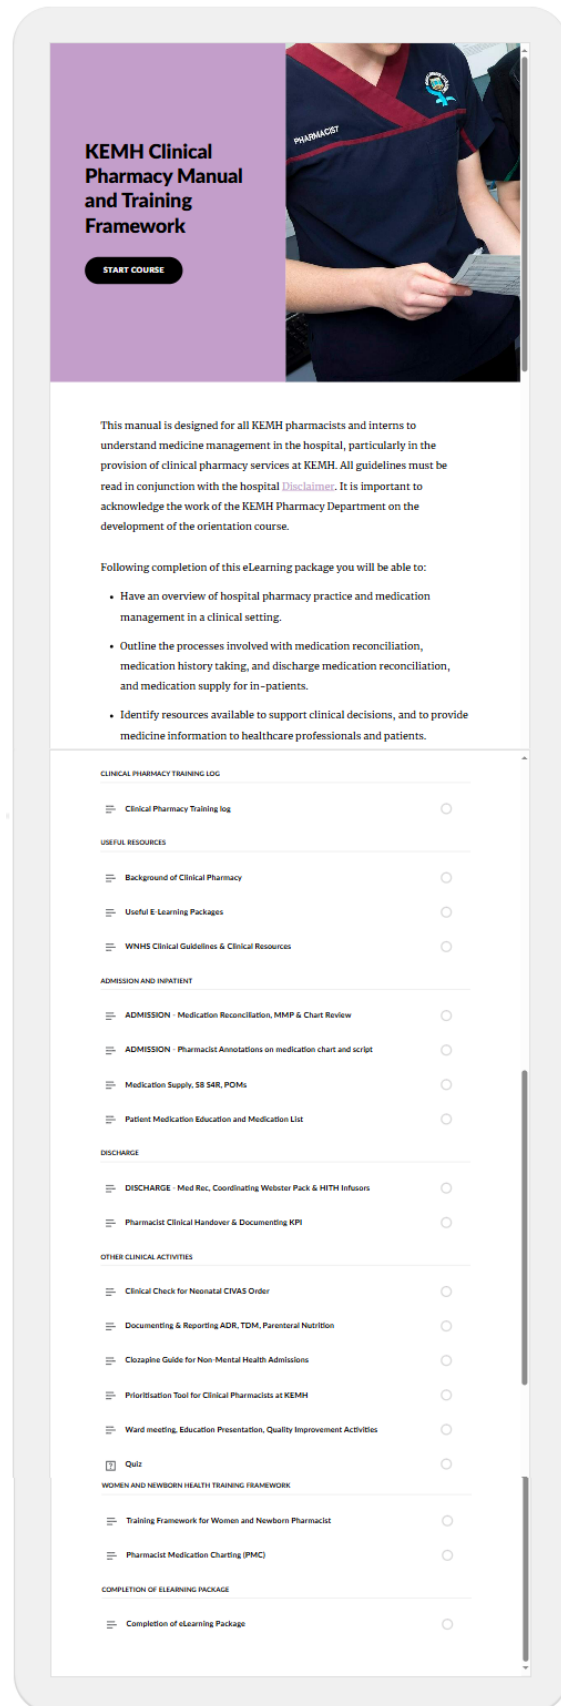 KEMH Clinical
Pharmacy Manual
and Training
Framework
START COURSE
PHARMACIST
This manual is designed for all KEMH pharmacists and interns to
understand medicine management in the hospital, particularly in the
provision of clinical pharmacy services at KEMH. All guidelines must be
read in conjunction with the hospital Disclaimer. It is important to
acknowledge the work of the KEMH Pharmacy Department on the
development of the orientation course.
Following completion of this eLearning package you will be able to:
• Have an overview of hospital pharmacy practice and medication
management in a clinical setting.
• Outline the processes involved with medication reconciliation,
medication history taking, and discharge medication reconciliation,
and medication supply for in-patients.
• Identify resources available to support clinical decisions, and to provide
medicine information to healthcare professionals and patients.
CLINICAL PHARMACY TRAINING LOG
Clinical Pharmacy Training log
USEFUL RESOURCES
Background of Clinical Pharmacy
Useful E-Learning Packages
WNHS Clinical Guidelines & Clinical Resources
ADMISSION AND INPATIENT
ADMISSION - Medication Reconciliation, MMP & Chart Review
ADMISSION - Pharmacist Annotations on medication chart and script
Medication Supply, S8 S4R, POMs
Patient Medication Education and Medication List
DISCHARGE
DISCHARGE - Med Rec, Coordinating Webster Pack & HITH Infusors
Pharmacist Clinical Handover & Documenting KPI
OTHER CLINICAL ACTIVITIES
Clinical Check for Neonatal CIVAS Order
Documenting & Reporting ADR, TDM, Parenteral Nutrition
Clozapine Guide for Non-Mental Health Admissions
Prioritisation Tool for Clinical Pharmacists at KEMH
Ward meeting, Education Presentation, Quality Improvement Activities
Quiz
WOMEN AND NEWBORN HEALTH TRAINING FRAMEWORK
Training Framework for Women and Newborn Pharmacist
Pharmacist Medication Charting (PMC)
COMPLETION OF ELEARNING PACKAGE
Completion of eLearning Package